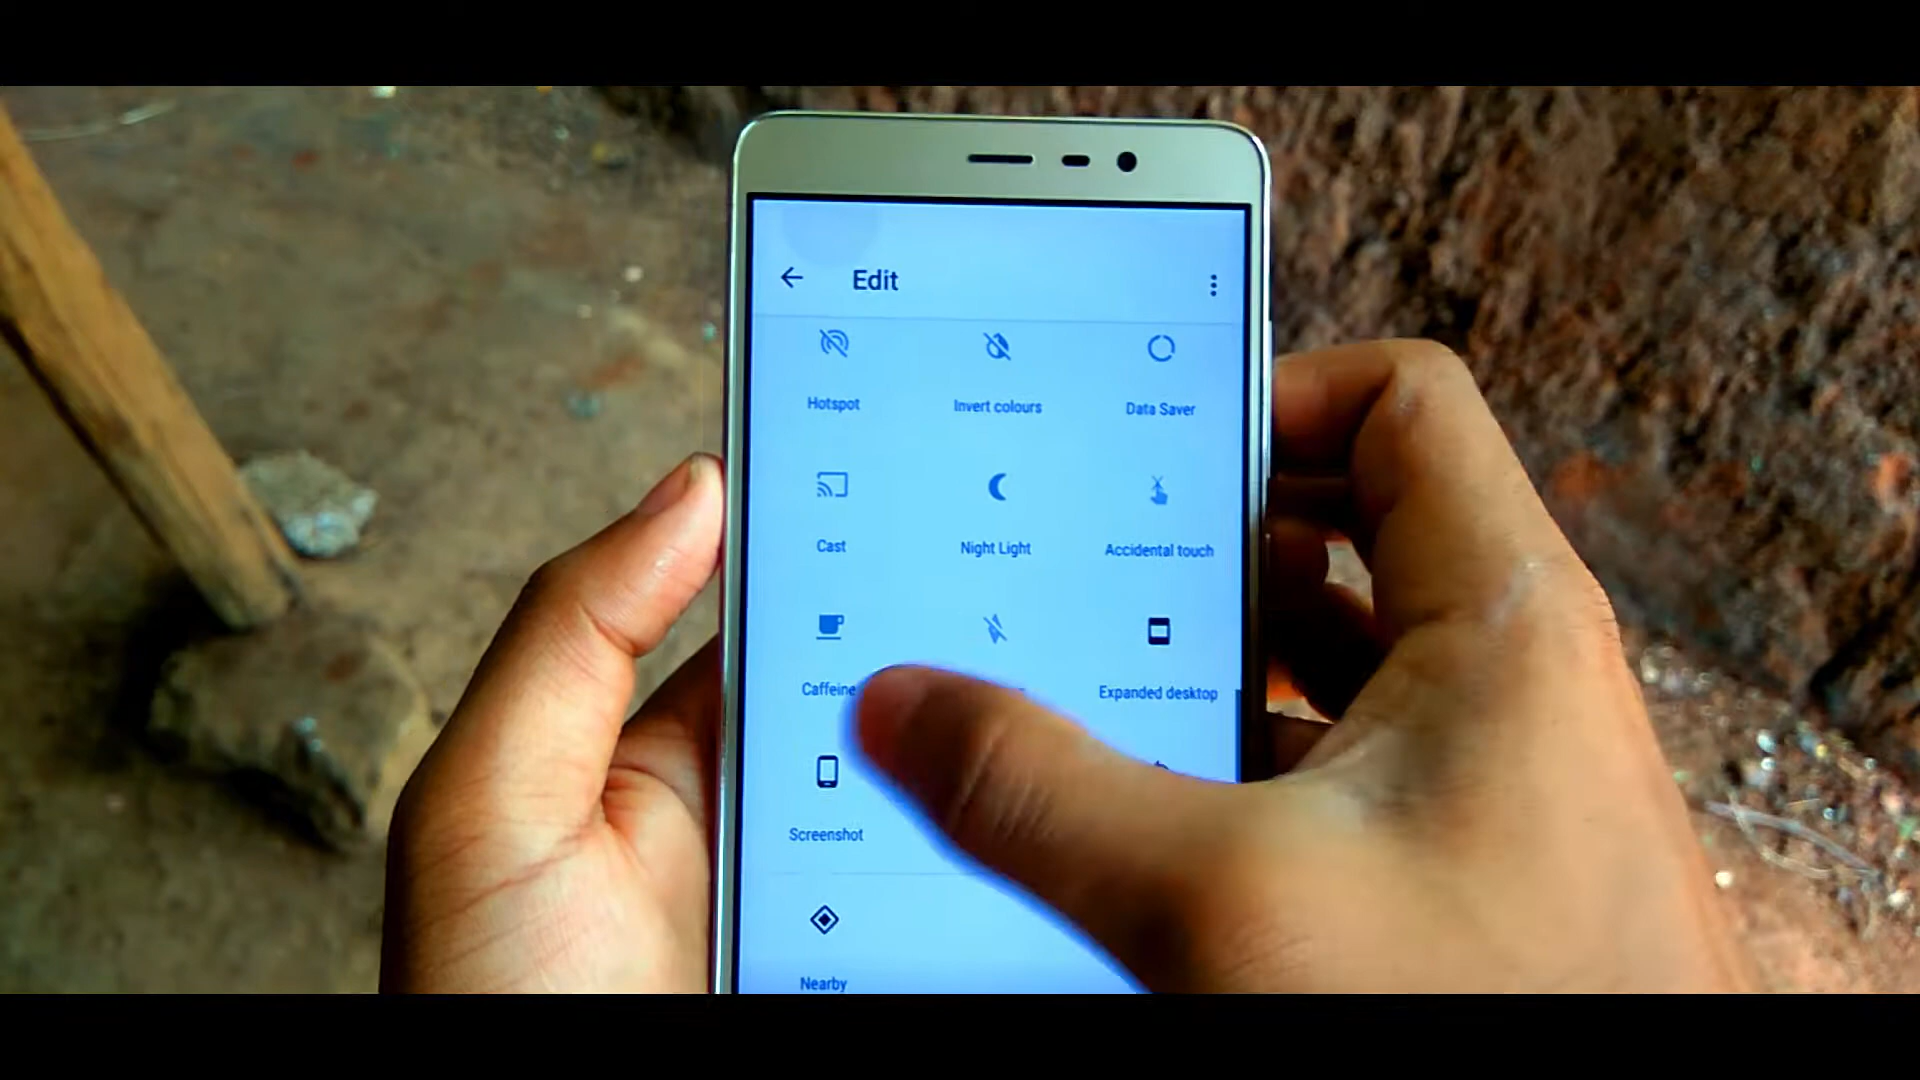 Edit
Hotspot
Invert colours
Data Saver
Cast
Night Light
Accidental touch
Caffeine
Expanded desktop
Screenshot
Nearby